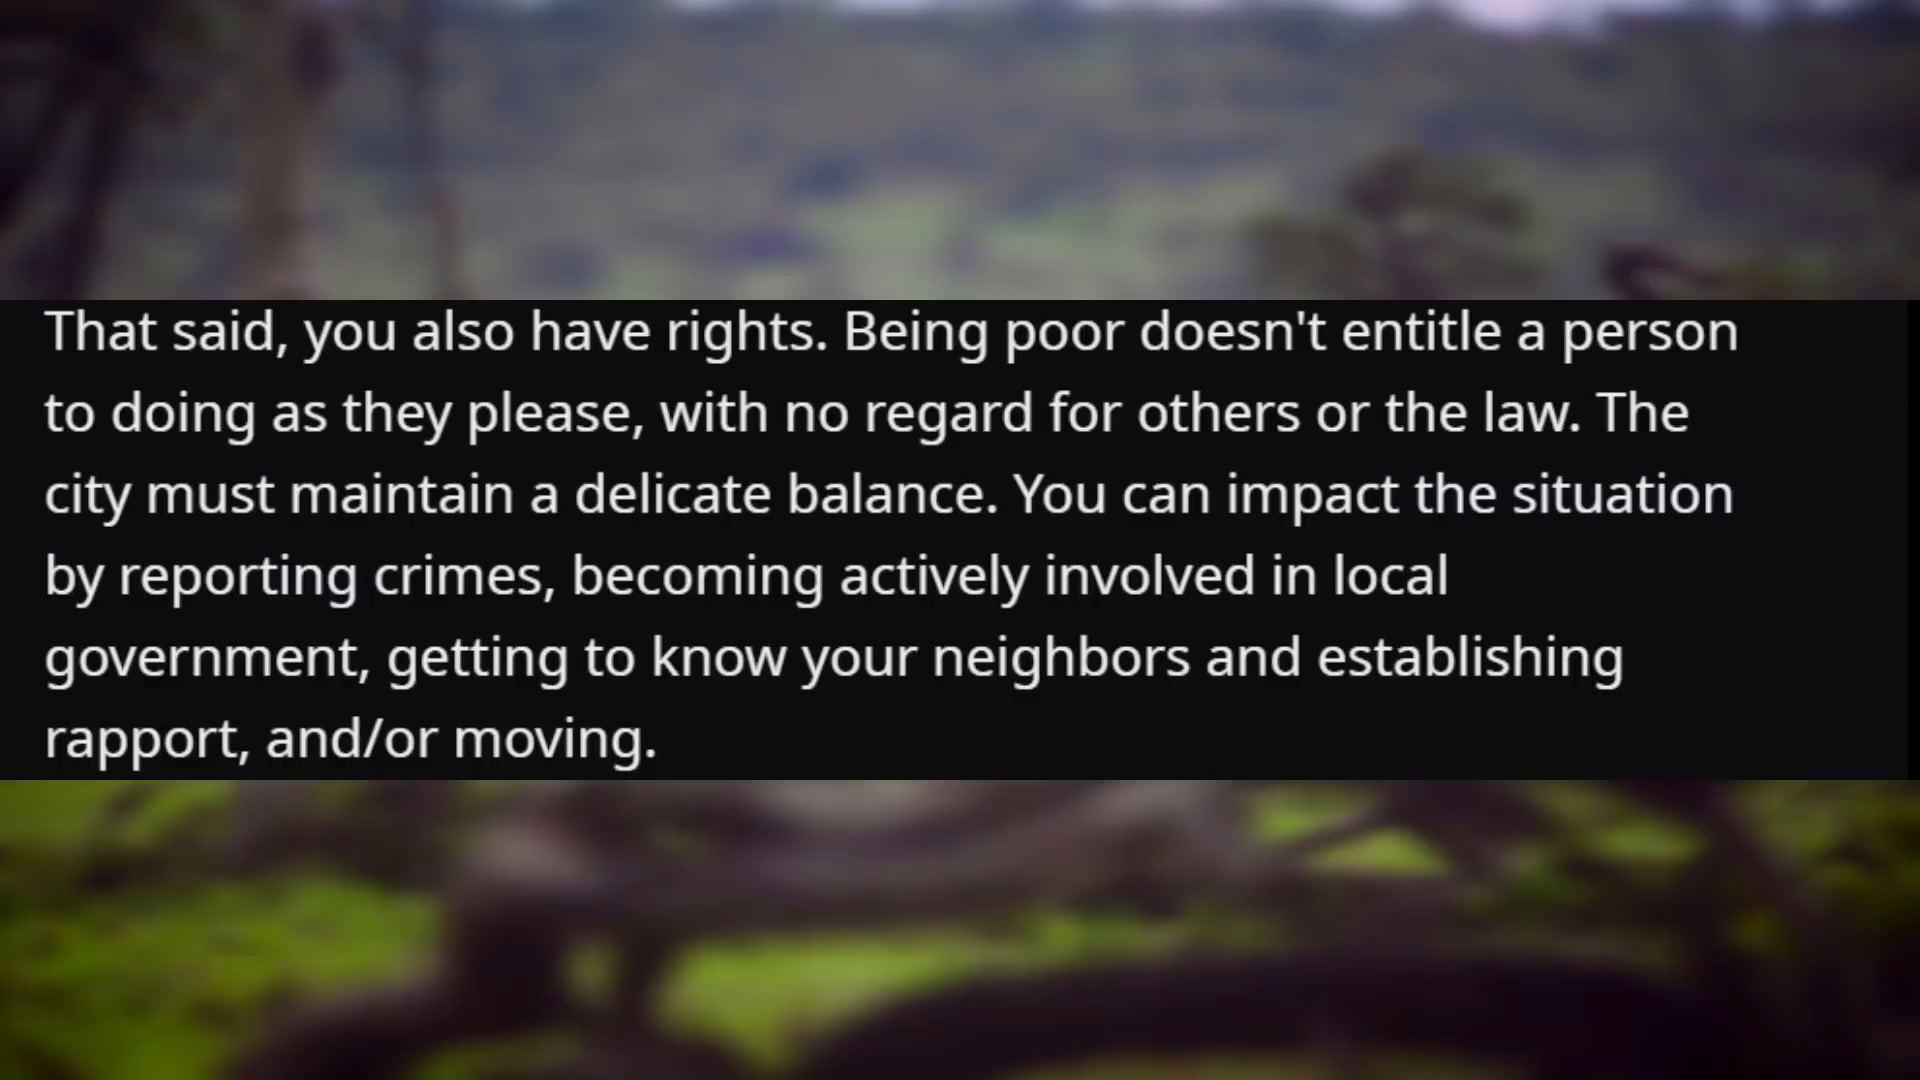 That said, you also have rights. Being poor doesn't entitle a person
to doing as they please, with no regard for others or the law. The
city must maintain a delicate balance. You can impact the situation
by reporting crimes, becoming actively involved in local
government, getting to know your neighbors and establishing
rapport, and/or moving.